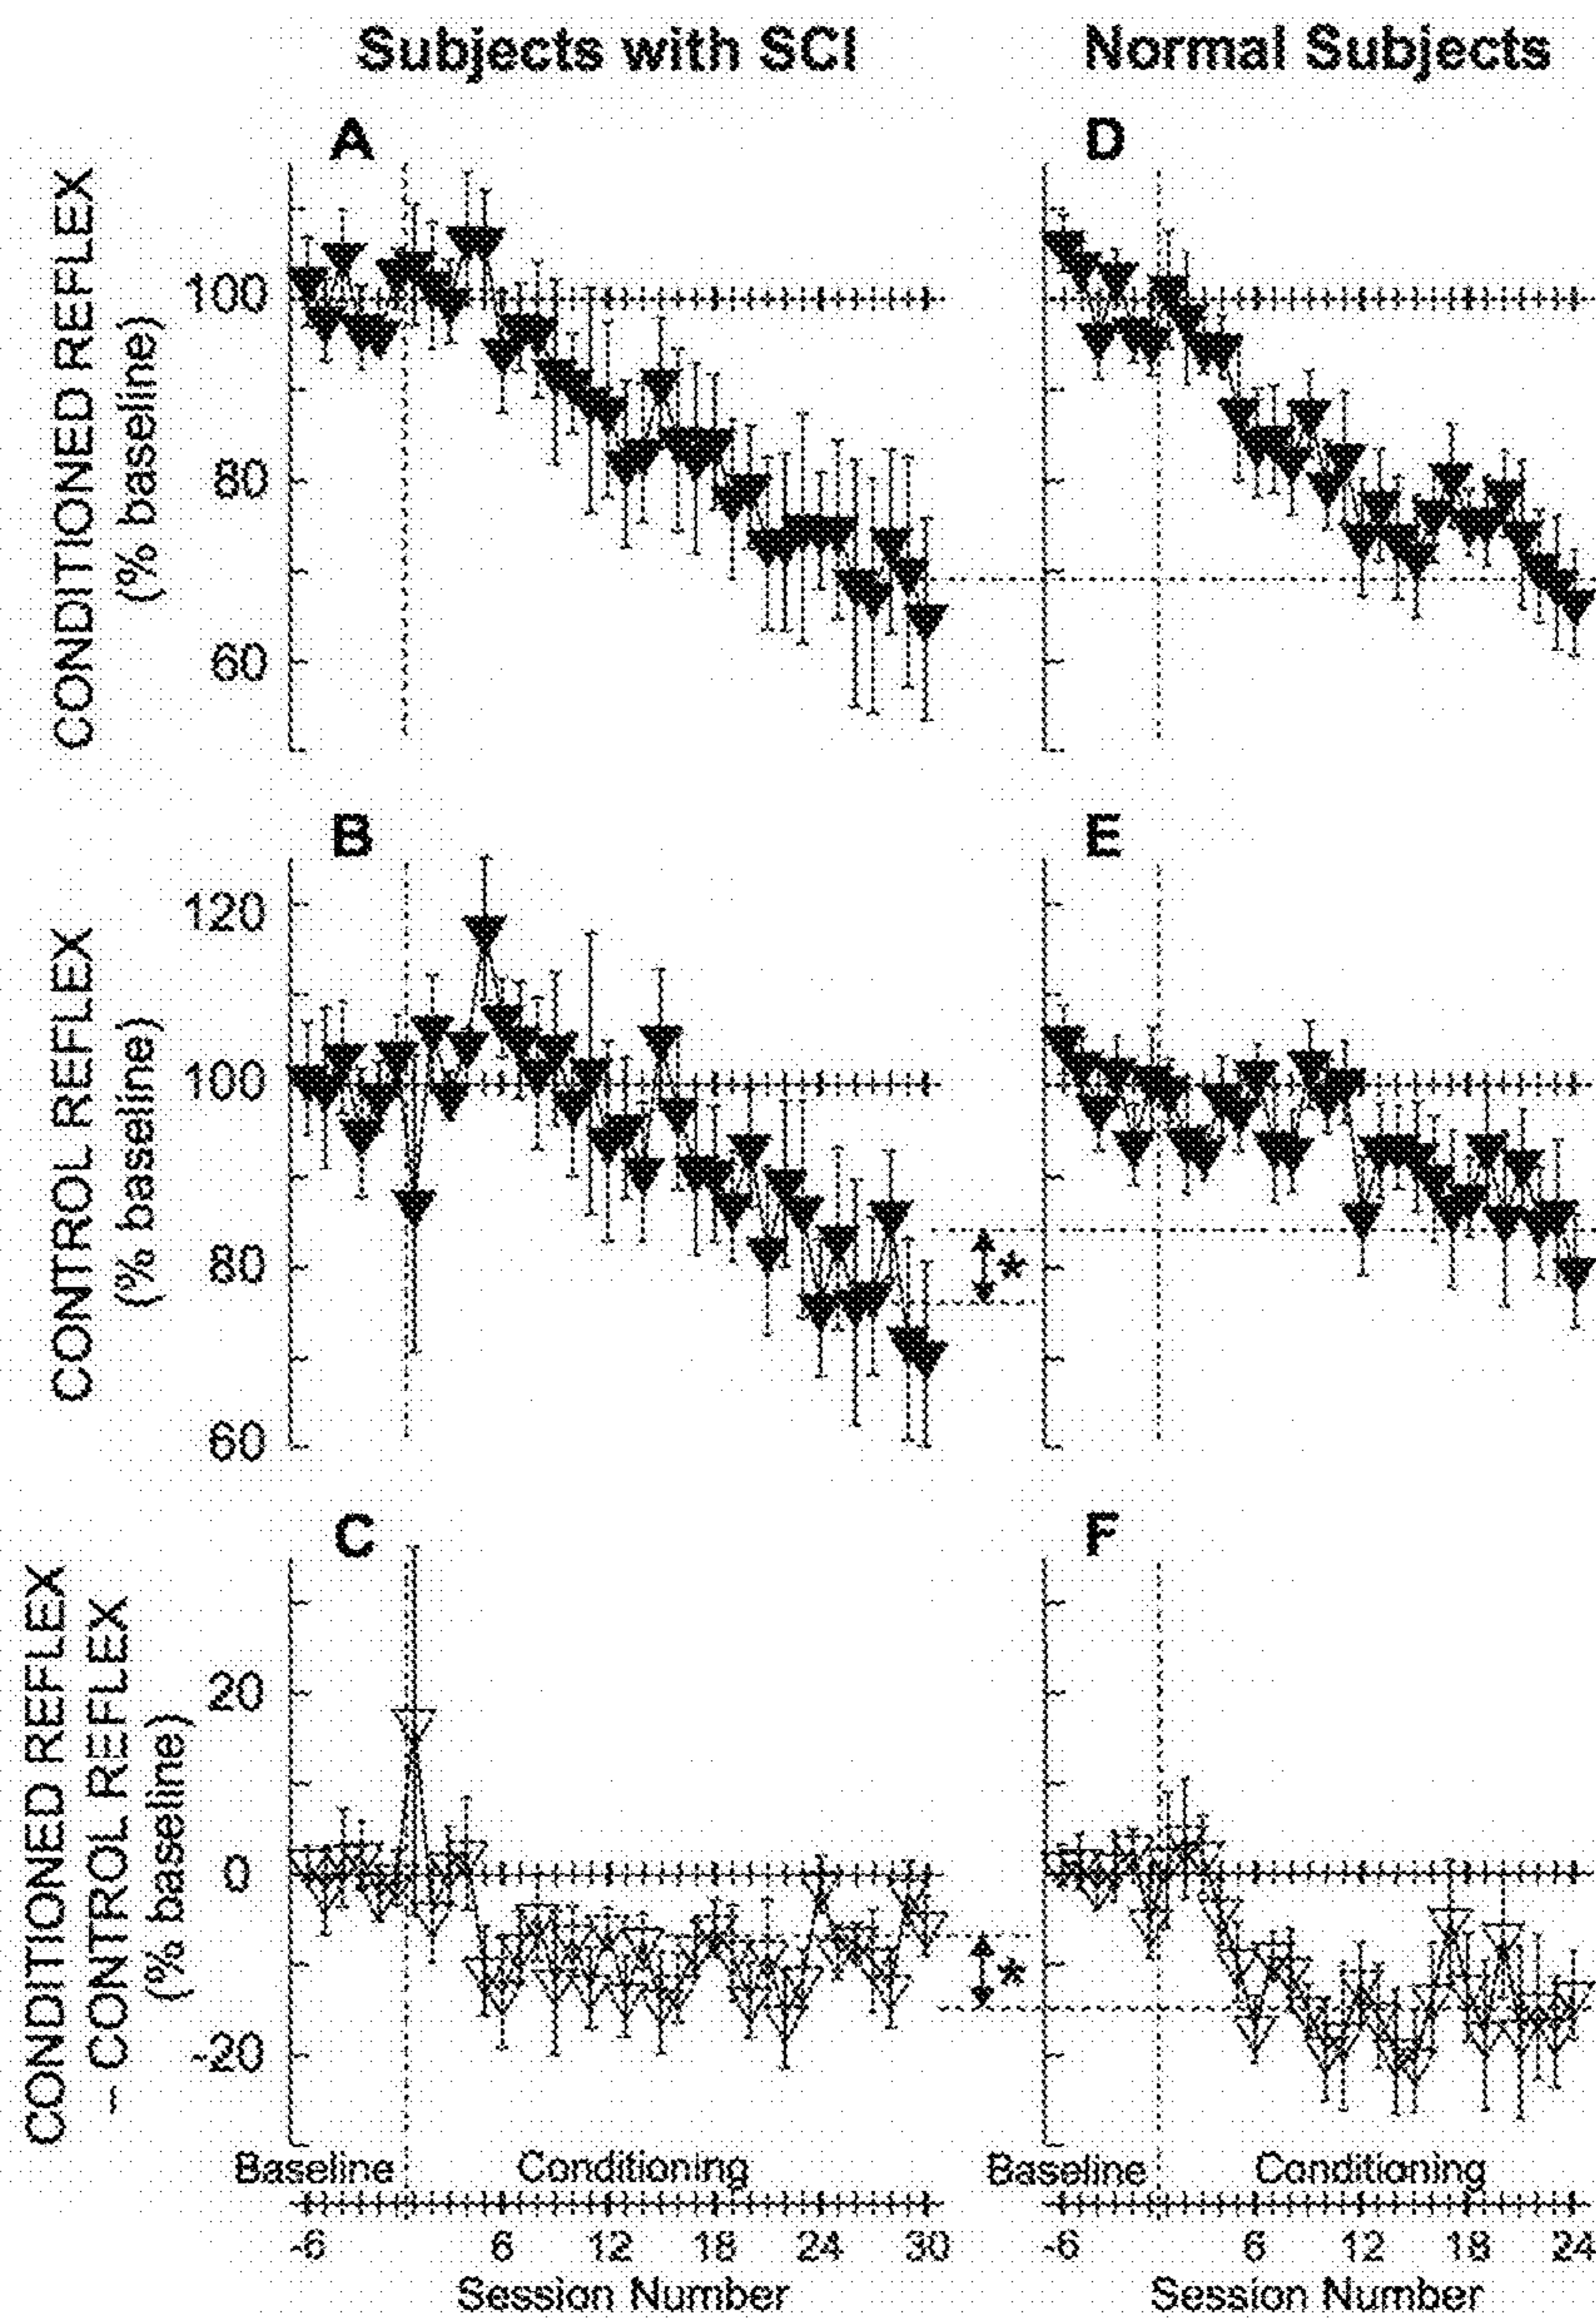 Subjects with SCI
Normal Subjects
A
D
CONDITIONED REFLEX
(% baseline)
100
80
60
B
E
CONTROL REFLEX
(% baseline)
120
100
80
60
*
C
F
CONDITIONED REFLEX
– CONTROL REFLEX
(% baseline)
20
0
-20
*
Baseline
Conditioning
Baseline
Conditioning
-6 6 12 18 24 30
-6 6 12 18 24
Session Number
Session Number